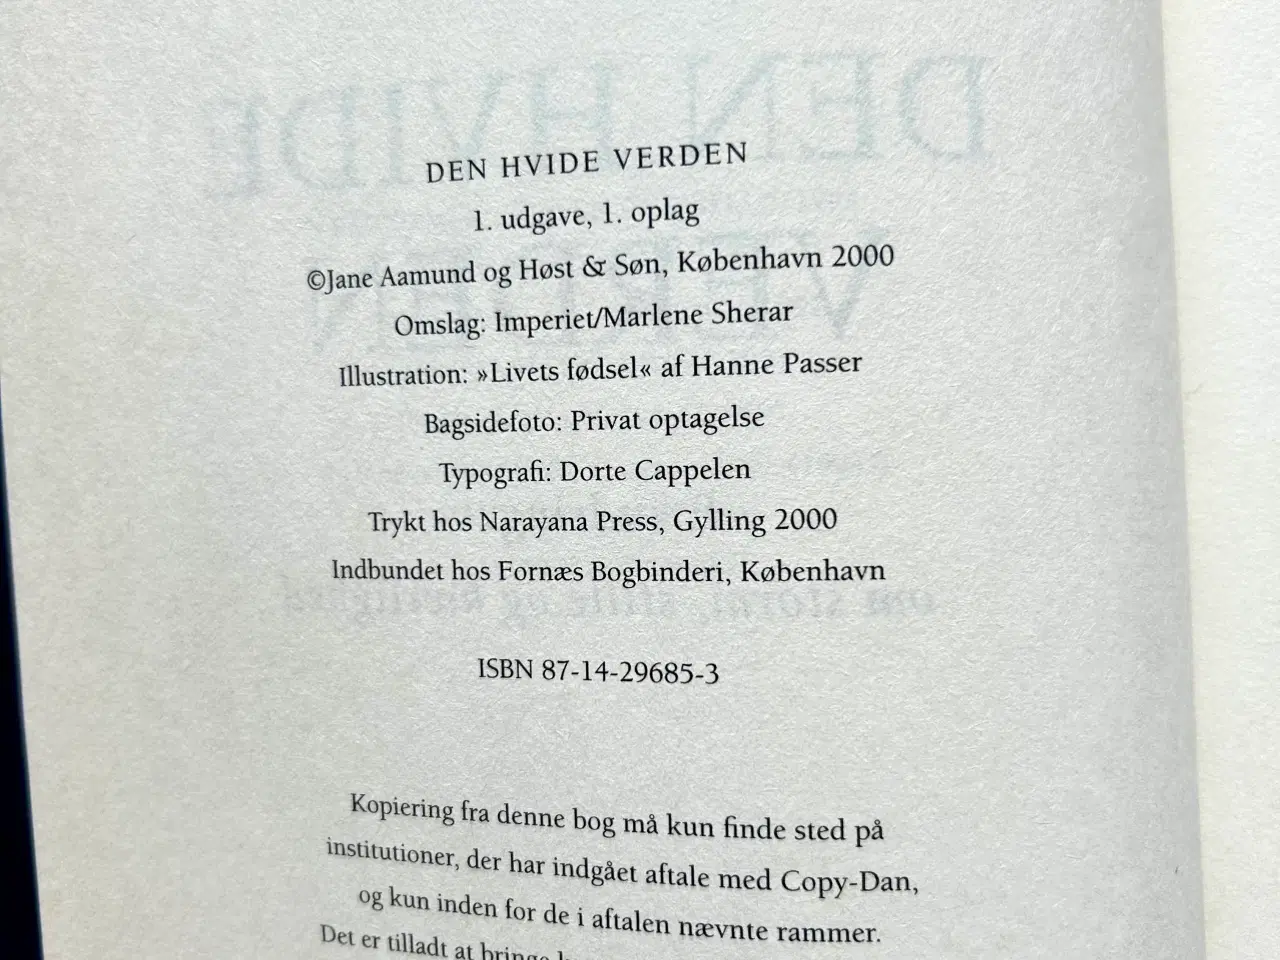 DEN HVIDE VERDEN
1. udgave, 1. oplag
©Jane Aamund og Høst & Søn, København 2000
Omslag: Imperiet/Marlene Sherar
Illustration: »Livets fødsel« af Hanne Passer
Bagsidefoto: Privat optagelse
Typografi: Dorte Cappelen
Trykt hos Narayana Press, Gylling 2000
Indbundet hos Fornæs Bogbinderi, København
ISBN 87-14-29685-3
Kopiering fra denne bog må kun finde sted på
institutioner, der har indgået aftale med Copy-Dan,
og kun inden for de i aftalen nævnte rammer.
Det er tilladt at bringe